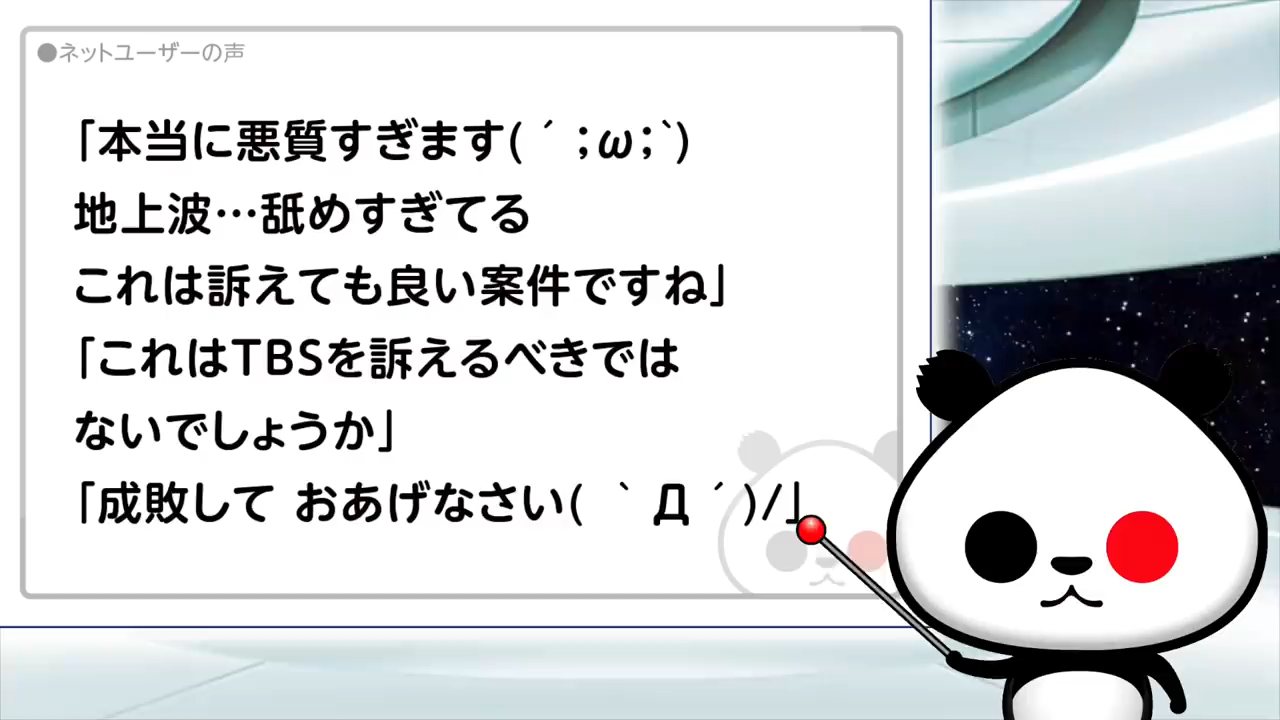 ●ネットユーザーの声
「本当に悪質すぎます( ´ ;ω;`)
地上波…舐めすぎてる
これは訴えても良い案件ですね」
「これはTBSを訴えるべきでは
ないでしょうか」
「成敗して おあげなさい( ｀Д´)/」